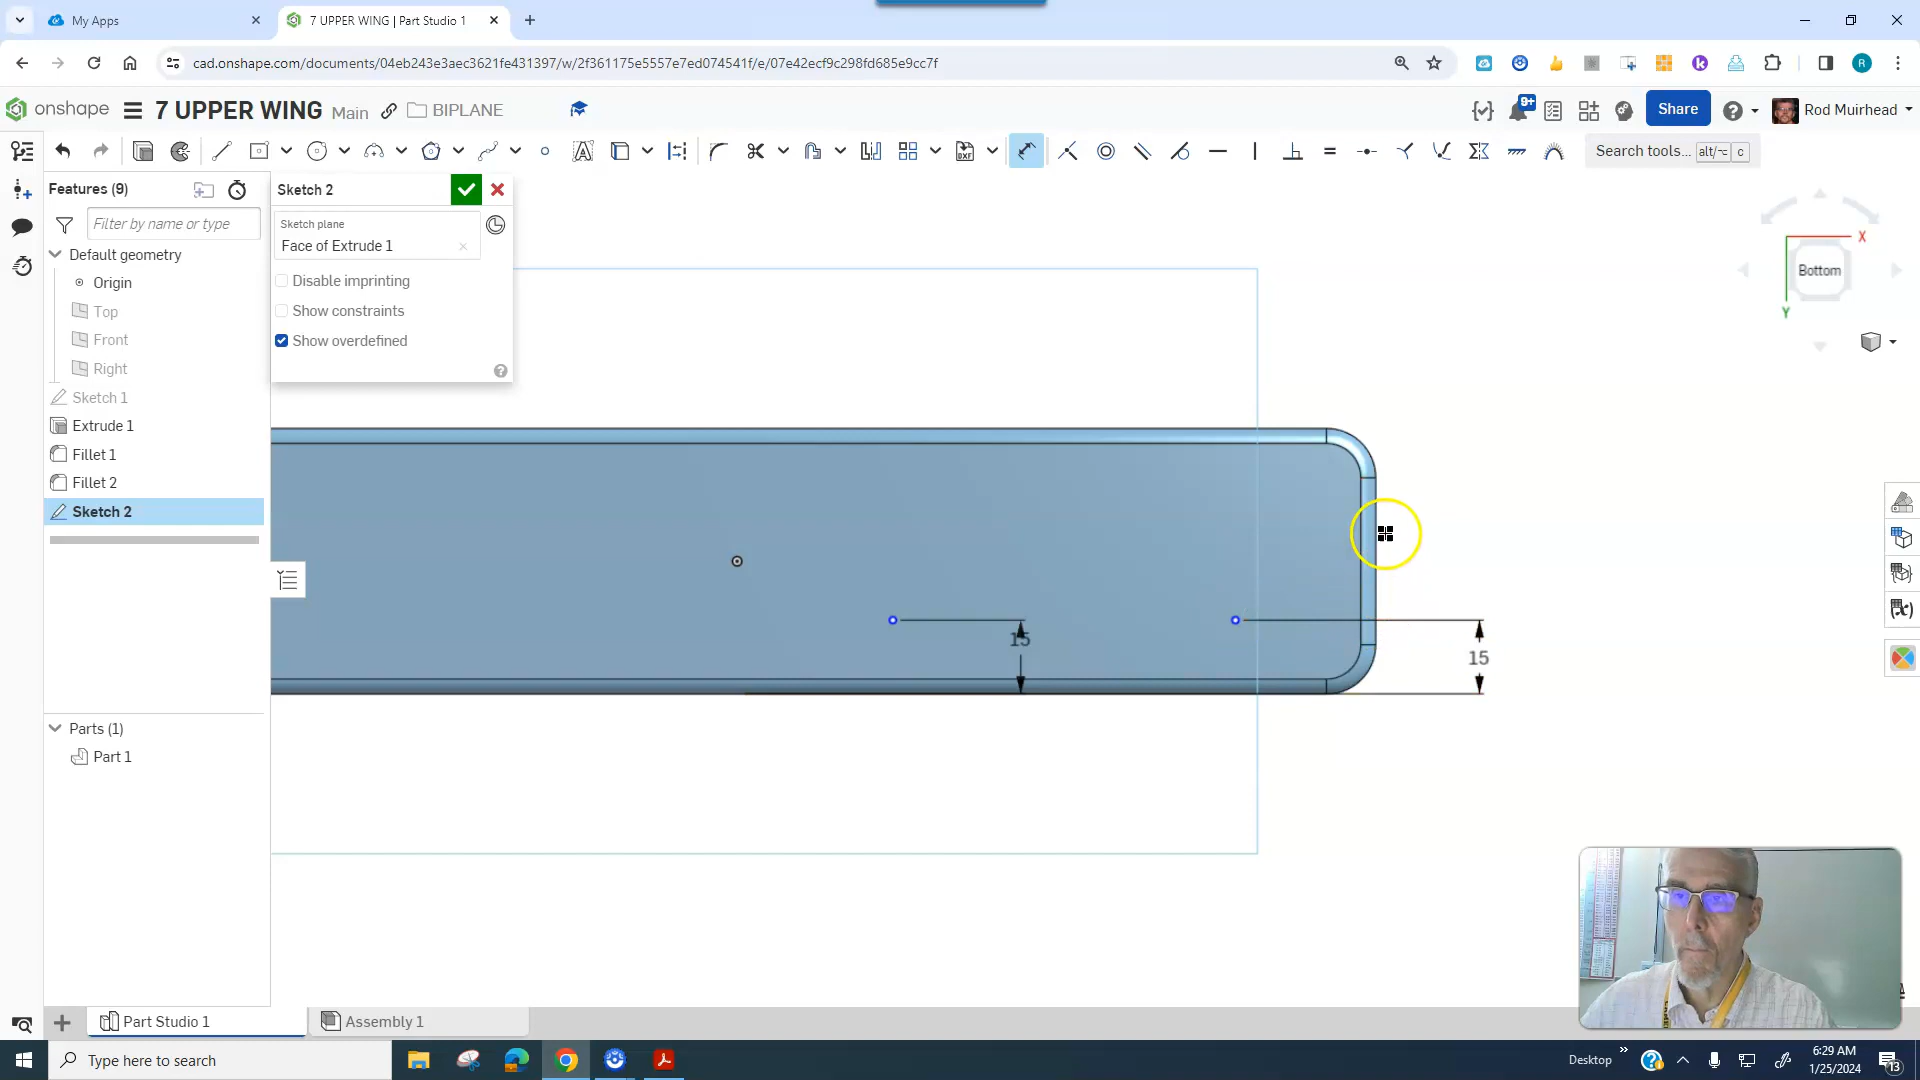 My Apps
7 UPPER WING | Part Studio 1
cad.onshape.com/documents/04eb243e3aec3621fe431397/w/2f361175e5557e7ed074541f/e/07e42ecf9c298fd685e9cc7f
R
onshape
7 UPPER WING
Main
BIPLANE
9+
Share
Rod Muirhead
DXF
Search tools...
alt/⌥
c
Features (9)
Filter by name or type
Default geometry
Origin
Top
Front
Right
Sketch 1
Extrude 1
Fillet 1
Fillet 2
Sketch 2
Sketch 2
Sketch plane
Face of Extrude 1
Disable imprinting
Show constraints
Show overdefined
X
Bottom
Y
15
15
Parts (1)
Part 1
Part Studio 1
Assembly 1
Type here to search
Desktop
6:29 AM
1/25/2024
13